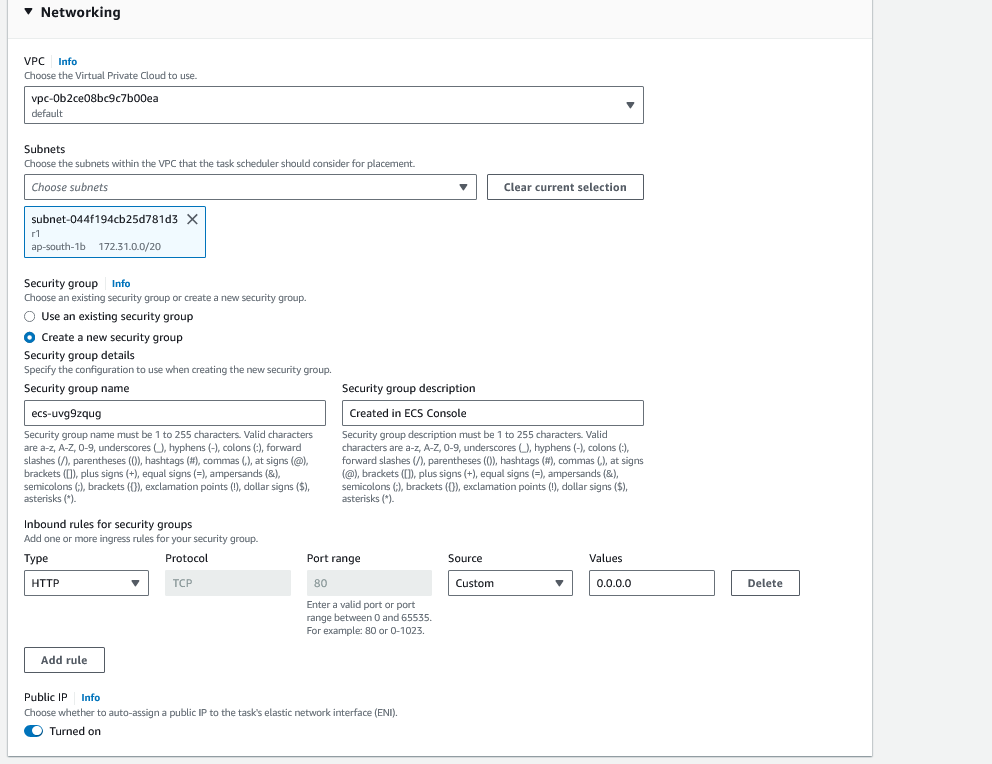 Networking
VPC Info
Choose the Virtual Private Cloud to use.
vpc-0b2ce08bc9c7b00ea
default
Subnets
Choose the subnets within the VPC that the task scheduler should consider for placement.
Choose subnets
Clear current selection
subnet-044f194cb25d781d3
r1
ap-south-1b 172.31.0.0/20
Security group Info
Choose an existing security group or create a new security group.
Use an existing security group
Create a new security group
Security group details
Specify the configuration to use when creating the new security group.
Security group name
ecs-uvg9zqug
Security group name must be 1 to 255 characters. Valid characters
are a-z, A-Z, 0-9, underscores (_), hyphens (-), colons (:), forward
slashes (/), parentheses (()), hashtags (#), commas (,), at signs (@),
brackets ([]), plus signs (+), equal signs (=), ampersands (&),
semicolons (;), brackets ({}), exclamation points (!), dollar signs ($),
asterisks (*).
Security group description
Created in ECS Console
Security group description must be 1 to 255 characters. Valid
characters are a-z, A-Z, 0-9, underscores (_), hyphens (-), colons (:),
forward slashes (/), parentheses (()), hashtags (#), commas (,), at signs
(@), brackets ([]), plus signs (+), equal signs (=), ampersands (&),
semicolons (;), brackets ({}), exclamation points (!), dollar signs ($),
asterisks (*).
Inbound rules for security groups
Add one or more ingress rules for your security group.
Type Protocol Port range Source Values
HTTP TCP 80 Custom 0.0.0.0 Delete
Enter a valid port or port
range between 0 and 65535.
For example: 80 or 0-1023.
Add rule
Public IP Info
Choose whether to auto-assign a public IP to the task's elastic network interface (ENI).
Turned on